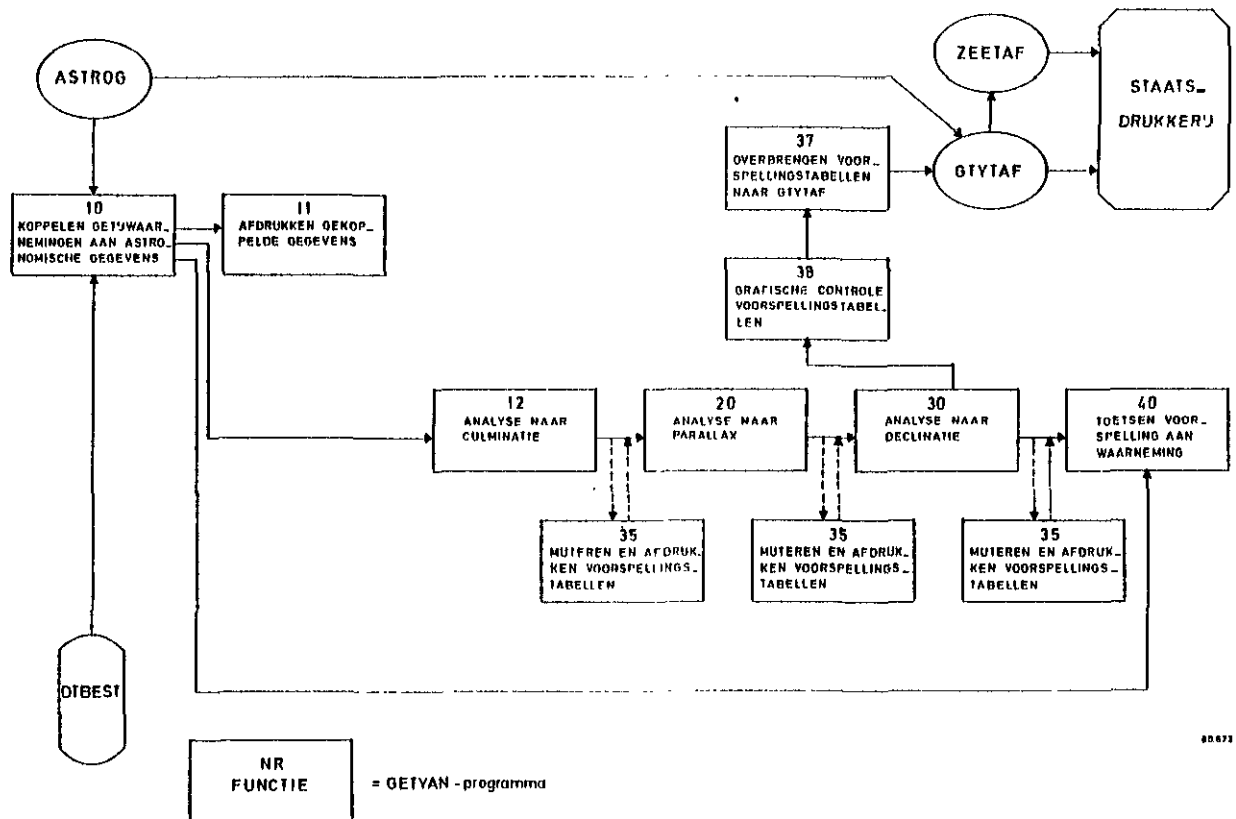 ASTROG
ZEETAF
STAATS_
DRUKKERIJ
GTYTAF
37
OVERBRENGEN VOOR_
SPELLINGSTABELLEN
NAAR GTYTAF
10
KOPPELEN GETIJWAAR_
NEMINGEN AAN ASTRO_
NOMISCHE GEGEVENS
11
AFDRUKKEN GEKOP_
PELDE GEGEVENS
38
GRAFISCHE CONTROLE
VOORSPELLINGSTABEL_
LEN
12
ANALYSE NAAR
CULMINATIE
20
ANALYSE NAAR
PARALLAX
30
ANALYSE NAAR
DECLINATIE
40
TOETSEN VOOR_
SPELLING AAN
WAARNEMING
35
MUTEREN EN AFDRUK_
KEN VOORSPELLINGS_
TABELLEN
35
MUTEREN EN AFDRUK_
KEN VOORSPELLINGS_
TABELLEN
35
MUTEREN EN AFDRUK_
KEN VOORSPELLINGS_
TABELLEN
DTBEST
NR
FUNCTIE
= GETYAN - programma